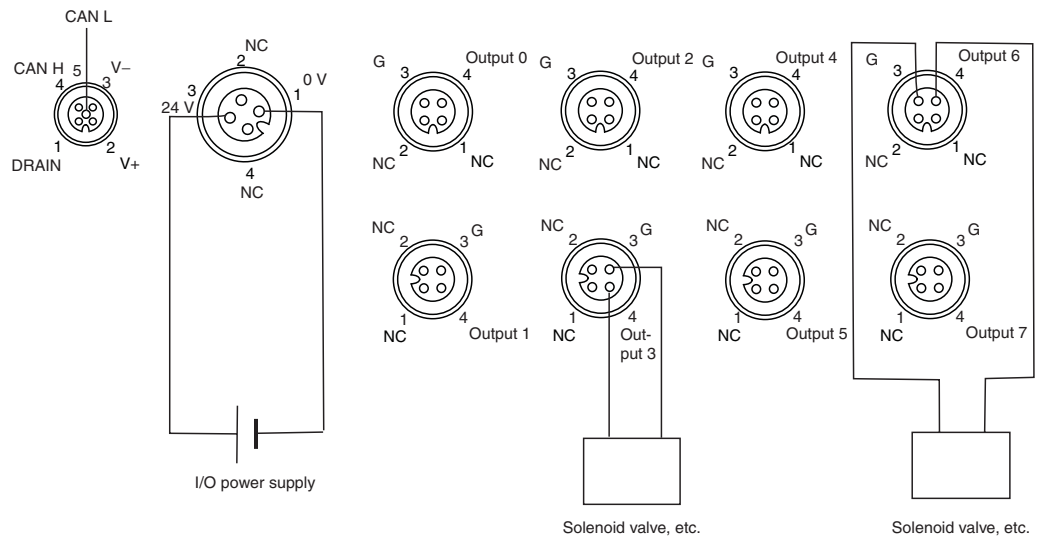 CAN L
CAN H
5
V–
4
3
1
2
DRAIN
V+
NC
2
3
0 V
1
24 V
4
NC
G
3
Output 0
4
NC
2
1
NC
G
3
Output 2
4
NC
2
1
NC
G
3
Output 4
4
NC
2
1
NC
G
3
Output 6
4
NC
2
1
NC
NC
2
3
G
1
NC
4
Output 1
NC
2
3
G
1
NC
4
Out-
put 3
NC
2
3
G
1
NC
4
Output 5
NC
2
3
G
1
NC
4
Output 7
I/O power supply
Solenoid valve, etc.
Solenoid valve, etc.